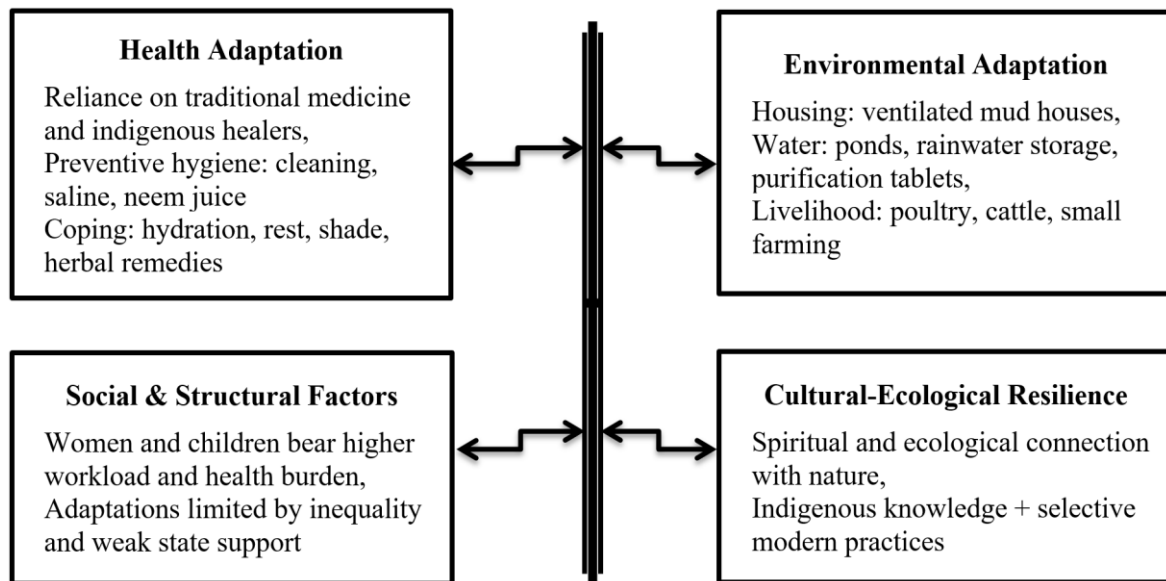 Health Adaptation
Reliance on traditional medicine
and indigenous healers,
Preventive hygiene: cleaning,
saline, neem juice
Coping: hydration, rest, shade,
herbal remedies
Environmental Adaptation
Housing: ventilated mud houses,
Water: ponds, rainwater storage,
purification tablets,
Livelihood: poultry, cattle, small
farming
Social & Structural Factors
Women and children bear higher
workload and health burden,
Adaptations limited by inequality
and weak state support
Cultural-Ecological Resilience
Spiritual and ecological connection
with nature,
Indigenous knowledge + selective
modern practices